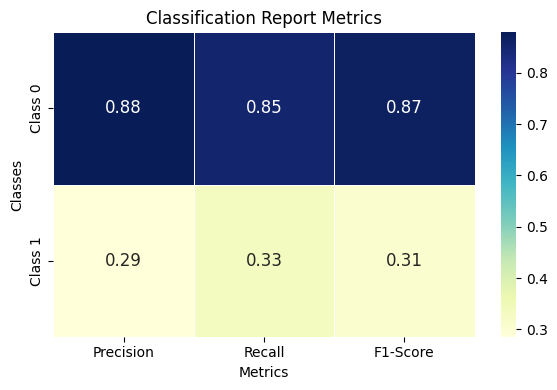 Classification Report Metrics
Classes
Class 0
0.88 0.85 0.87
Class 1
0.29 0.33 0.31
Precision Recall F1-Score
Metrics
0.8
0.7
0.6
0.5
0.4
0.3